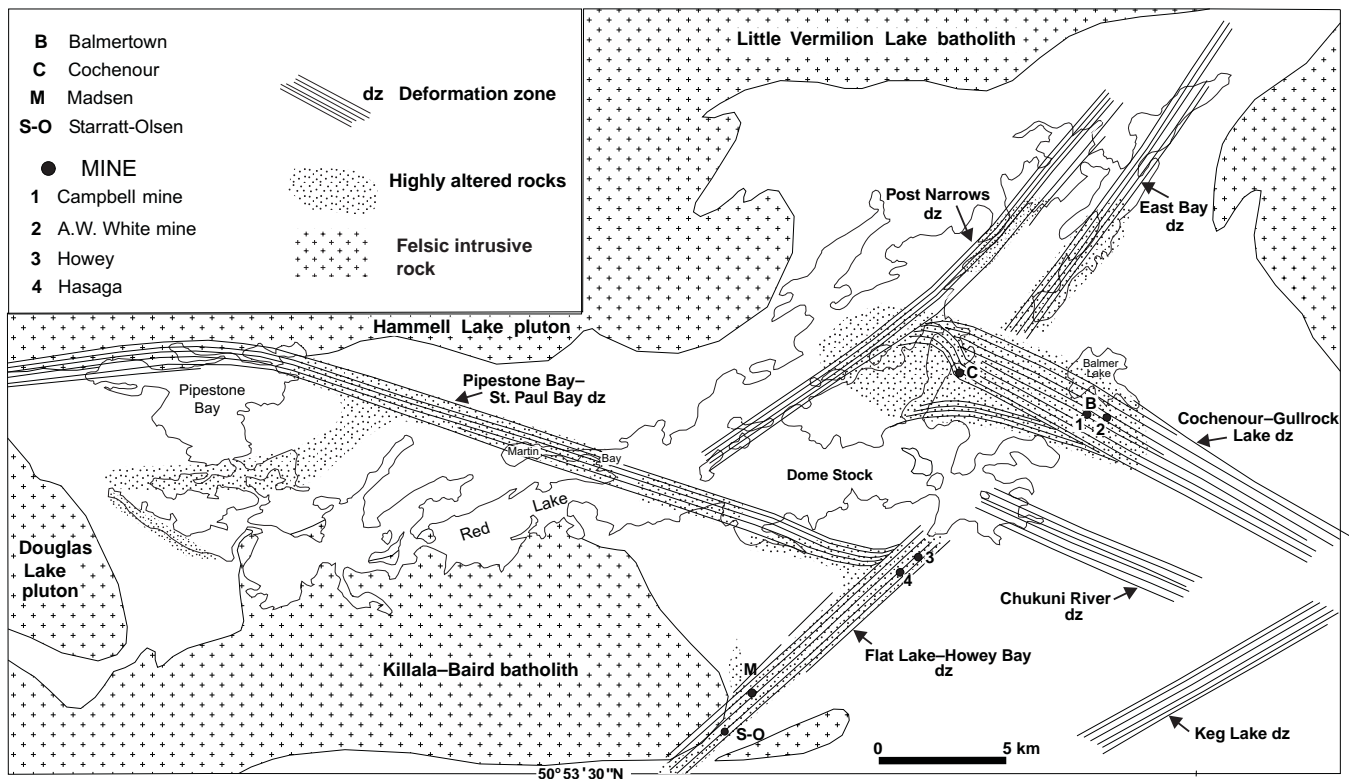 B Balmertown
C Cochenour
M Madsen
S-O Starratt-Olsen
MINE
1 Campbell mine
2 A.W. White mine
3 Howey
4 Hasaga
dz Deformation zone
Highly altered rocks
Felsic intrusive
rock
Little Vermilion Lake batholith
Post Narrows
dz
East Bay
dz
Hammell Lake pluton
Pipestone
Bay
Pipestone Bay–
St. Paul Bay dz
C
Balmer
Lake
B
1
2
Cochenour–Gullrock
Lake dz
Martin
Bay
Dome Stock
Red Lake
Douglas
Lake
pluton
3
4
Chukuni River
dz
Flat Lake–Howey Bay
dz
Killala–Baird batholith
M
S-O
Keg Lake dz
0 5 km
50°53'30"N